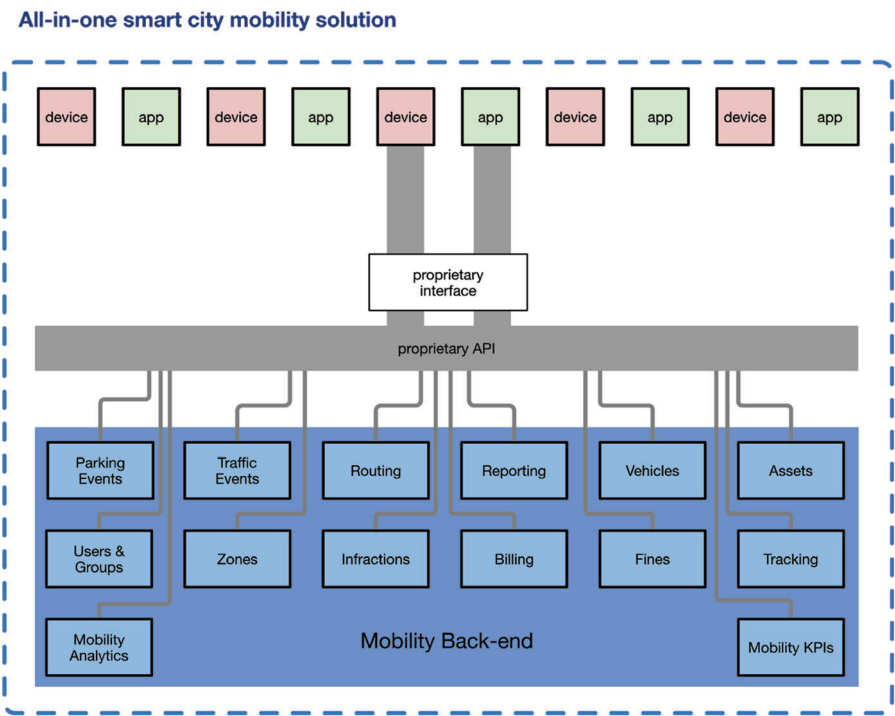 All-in-one smart city mobility solution
device
app
device
app
device
app
device
app
device
app
proprietary
interface
proprietary API
Parking
Events
Traffic
Events
Routing
Reporting
Vehicles
Assets
Users &
Groups
Zones
Infractions
Billing
Fines
Tracking
Mobility
Analytics
Mobility Back-end
Mobility KPIs